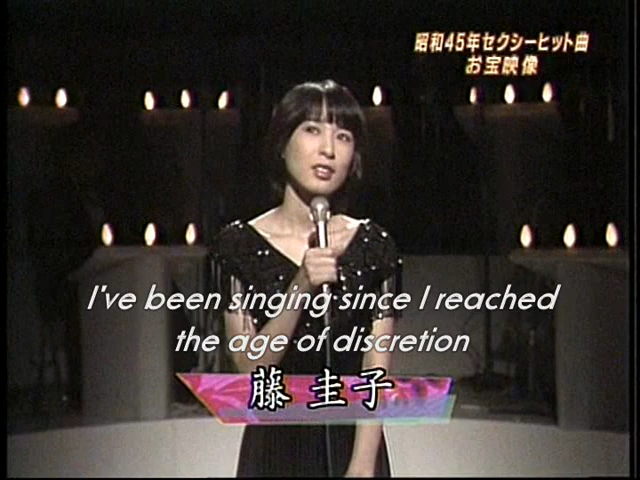 昭和45年セクシーヒット曲
お宝映像
I've been singing since I reached
the age of discretion
藤 圭子